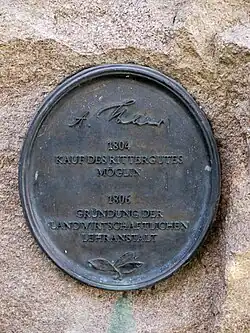 A. Thaer
1804
KAUF DES RITTERGUTES
MÖGLIN
1806
GRÜNDUNG DER
LANDWIRTSCHAFTLICHEN
LEHRANSTALT